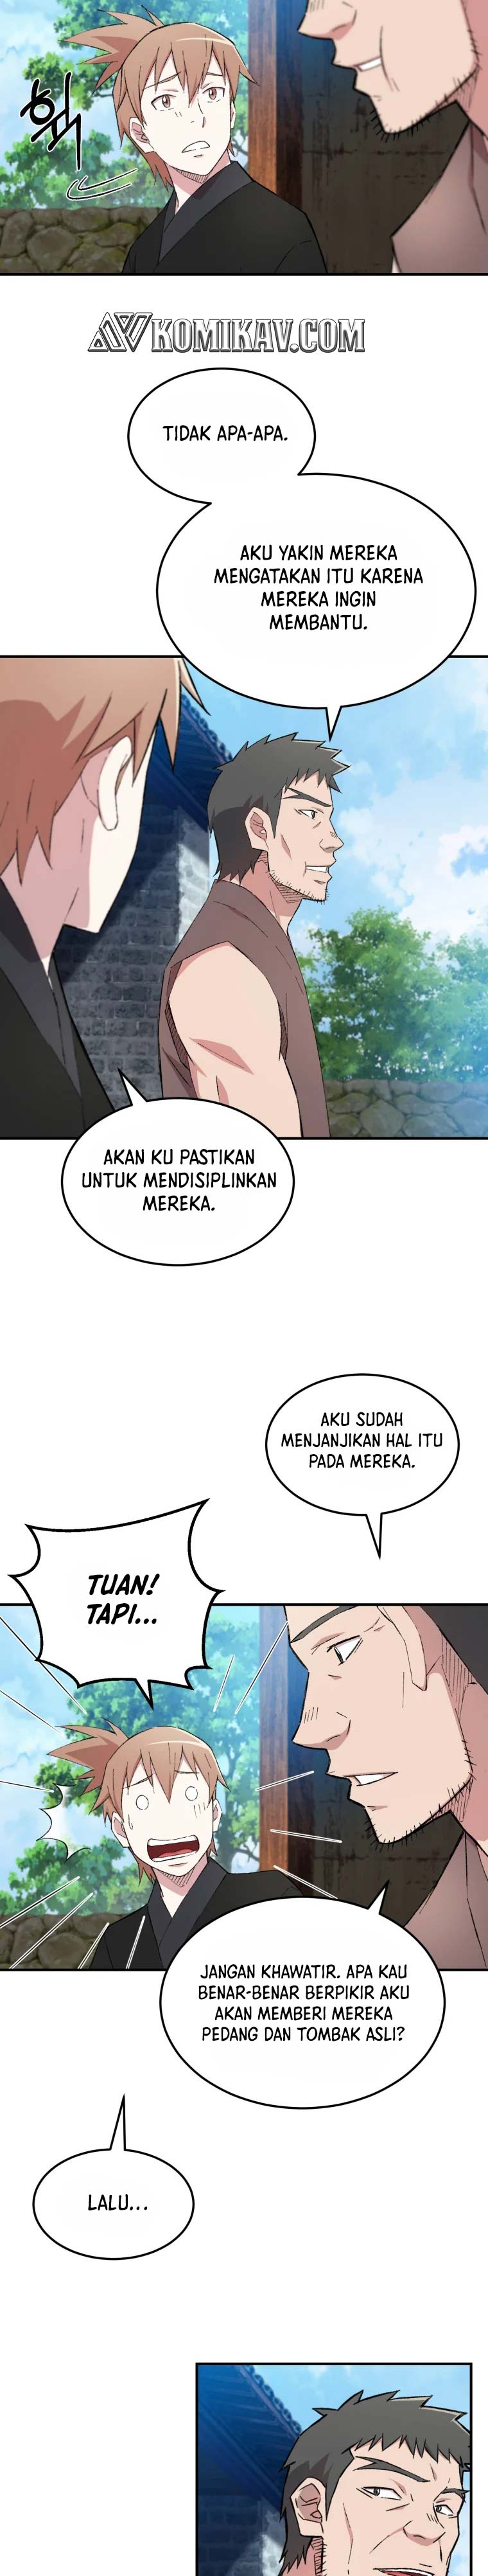 홱
KOMIKAV.COM
TIDAK APA-APA.
AKU YAKIN MEREKA
MENGATAKAN ITU KARENA
MEREKA INGIN
MEMBANTU.
AKAN KU PASTIKAN
UNTUK MENDISIPLINKAN
MEREKA.
AKU SUDAH
MENJANJIKAN HAL ITU
PADA MEREKA.
TUAN!
TAPI...
JANGAN KHAWATIR. APA KAU
BENAR-BENAR BERPIKIR AKU
AKAN MEMBERI MEREKA
PEDANG DAN TOMBAK ASLI?
LALU...